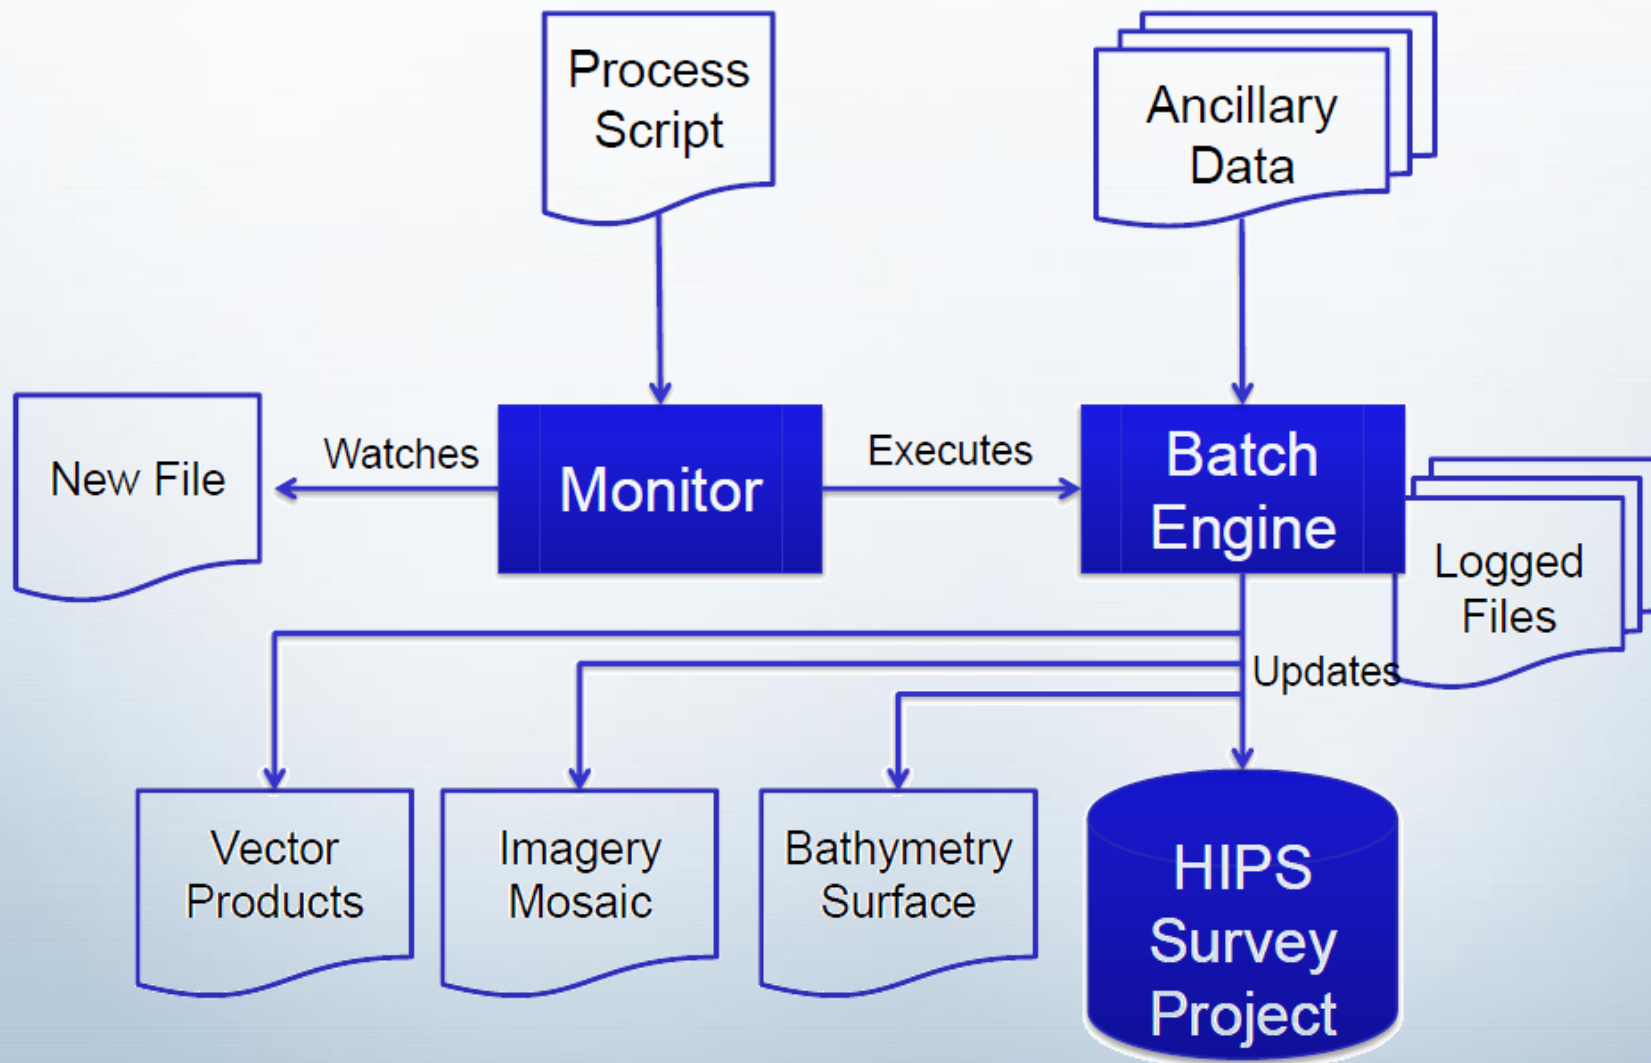 Process
Script
Ancillary
Data
New File
Watches
Monitor
Executes
Batch
Engine
Logged
Files
Updates
Vector
Products
Imagery
Mosaic
Bathymetry
Surface
HIPS
Survey
Project